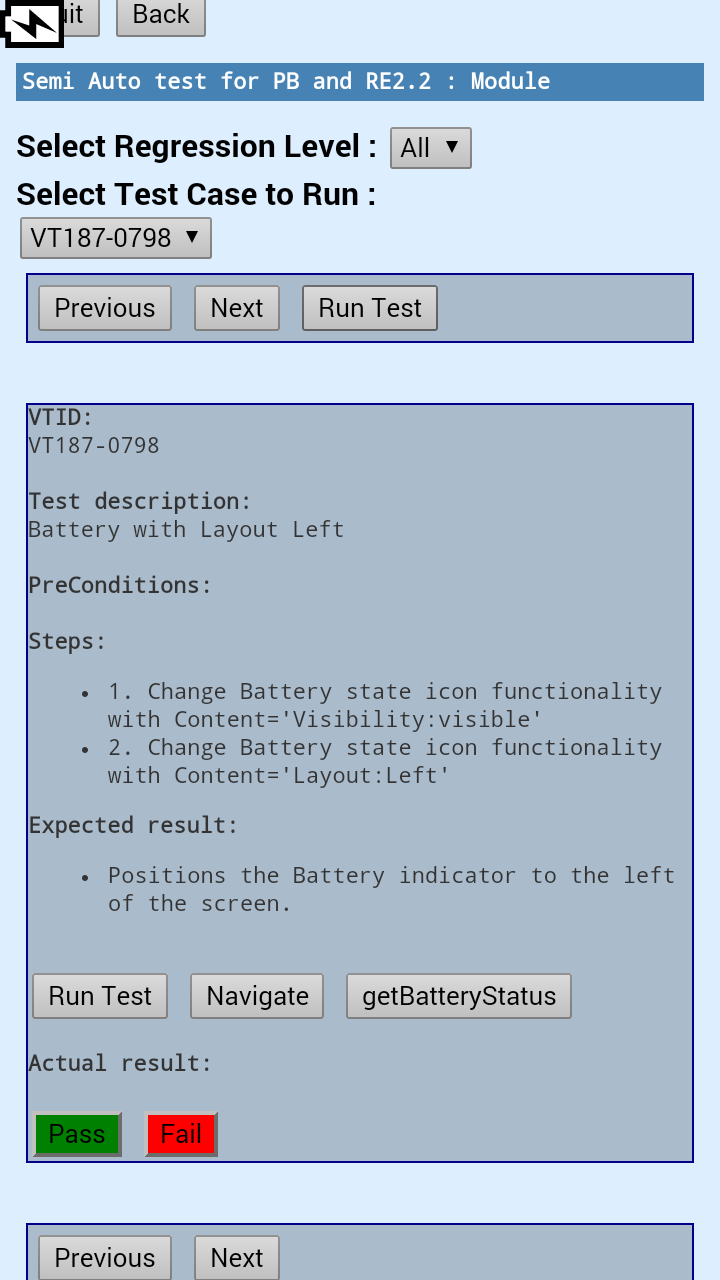 Back
Semi Auto test for PB and RE2.2 : Module
Select Regression Level : All ▼
Select Test Case to Run :
VT187-0798 ▼
Previous Next Run Test
VTID:
VT187-0798
Test description:
Battery with Layout Left
PreConditions:
Steps:
• 1. Change Battery state icon functionality
with Content='Visibility:visible'
• 2. Change Battery state icon functionality
with Content='Layout:Left'
Expected result:
• Positions the Battery indicator to the left
of the screen.
Run Test Navigate getBatteryStatus
Actual result:
Pass Fail
Previous Next